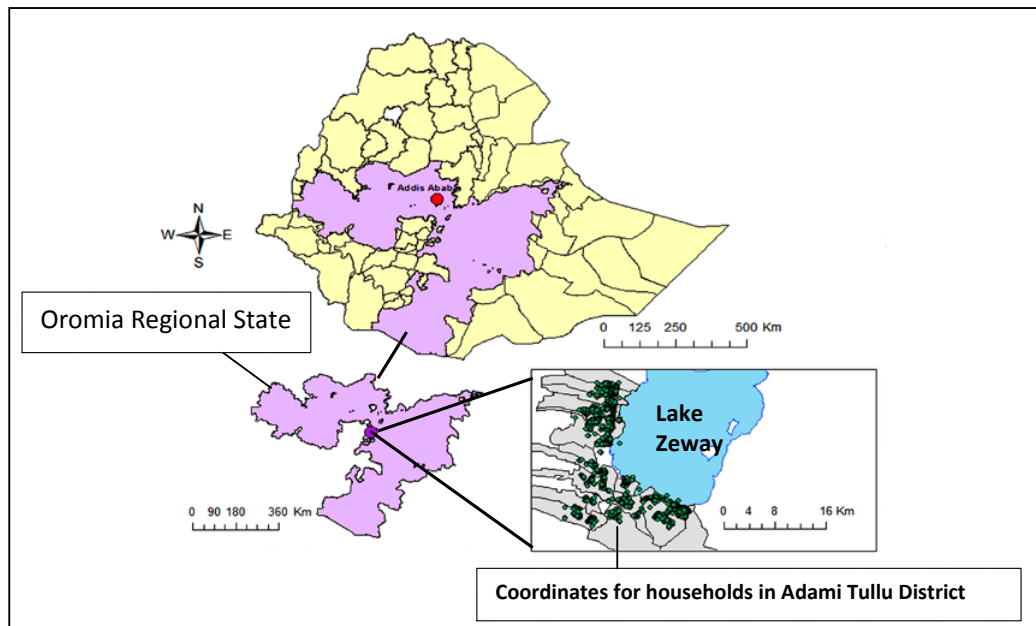 Addis Ababa
N
W E
S
Oromia Regional State
0 125 250 500 Km
Lake
Zeway
0 90 180 360 Km
0 4 8 16 Km
Coordinates for households in Adami Tullu District